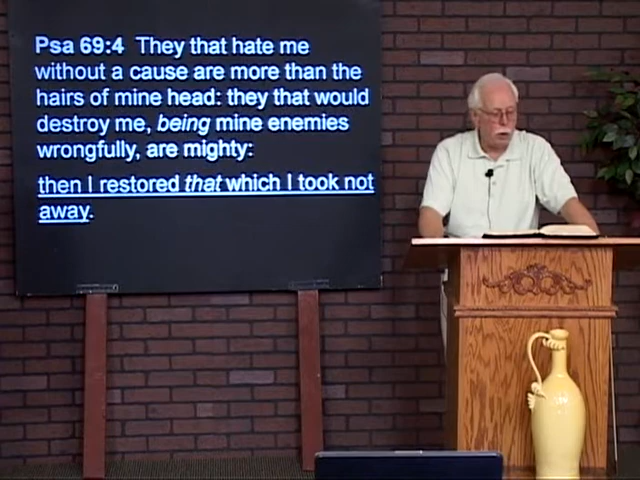 Psa 69:4 They that hate me
without a cause are more than the
hairs of mine head: they that would
destroy me, being mine enemies
wrongfully, are mighty:
then I restored that which I took not
away.